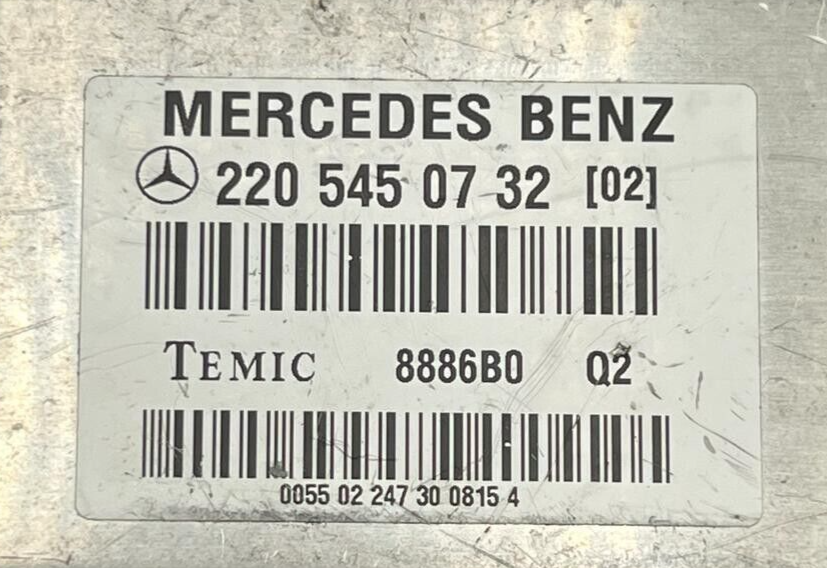 MERCEDES BENZ
220 545 07 32 [02]
TEMIC 8886B0 Q2
0055 02 247 30 0815 4